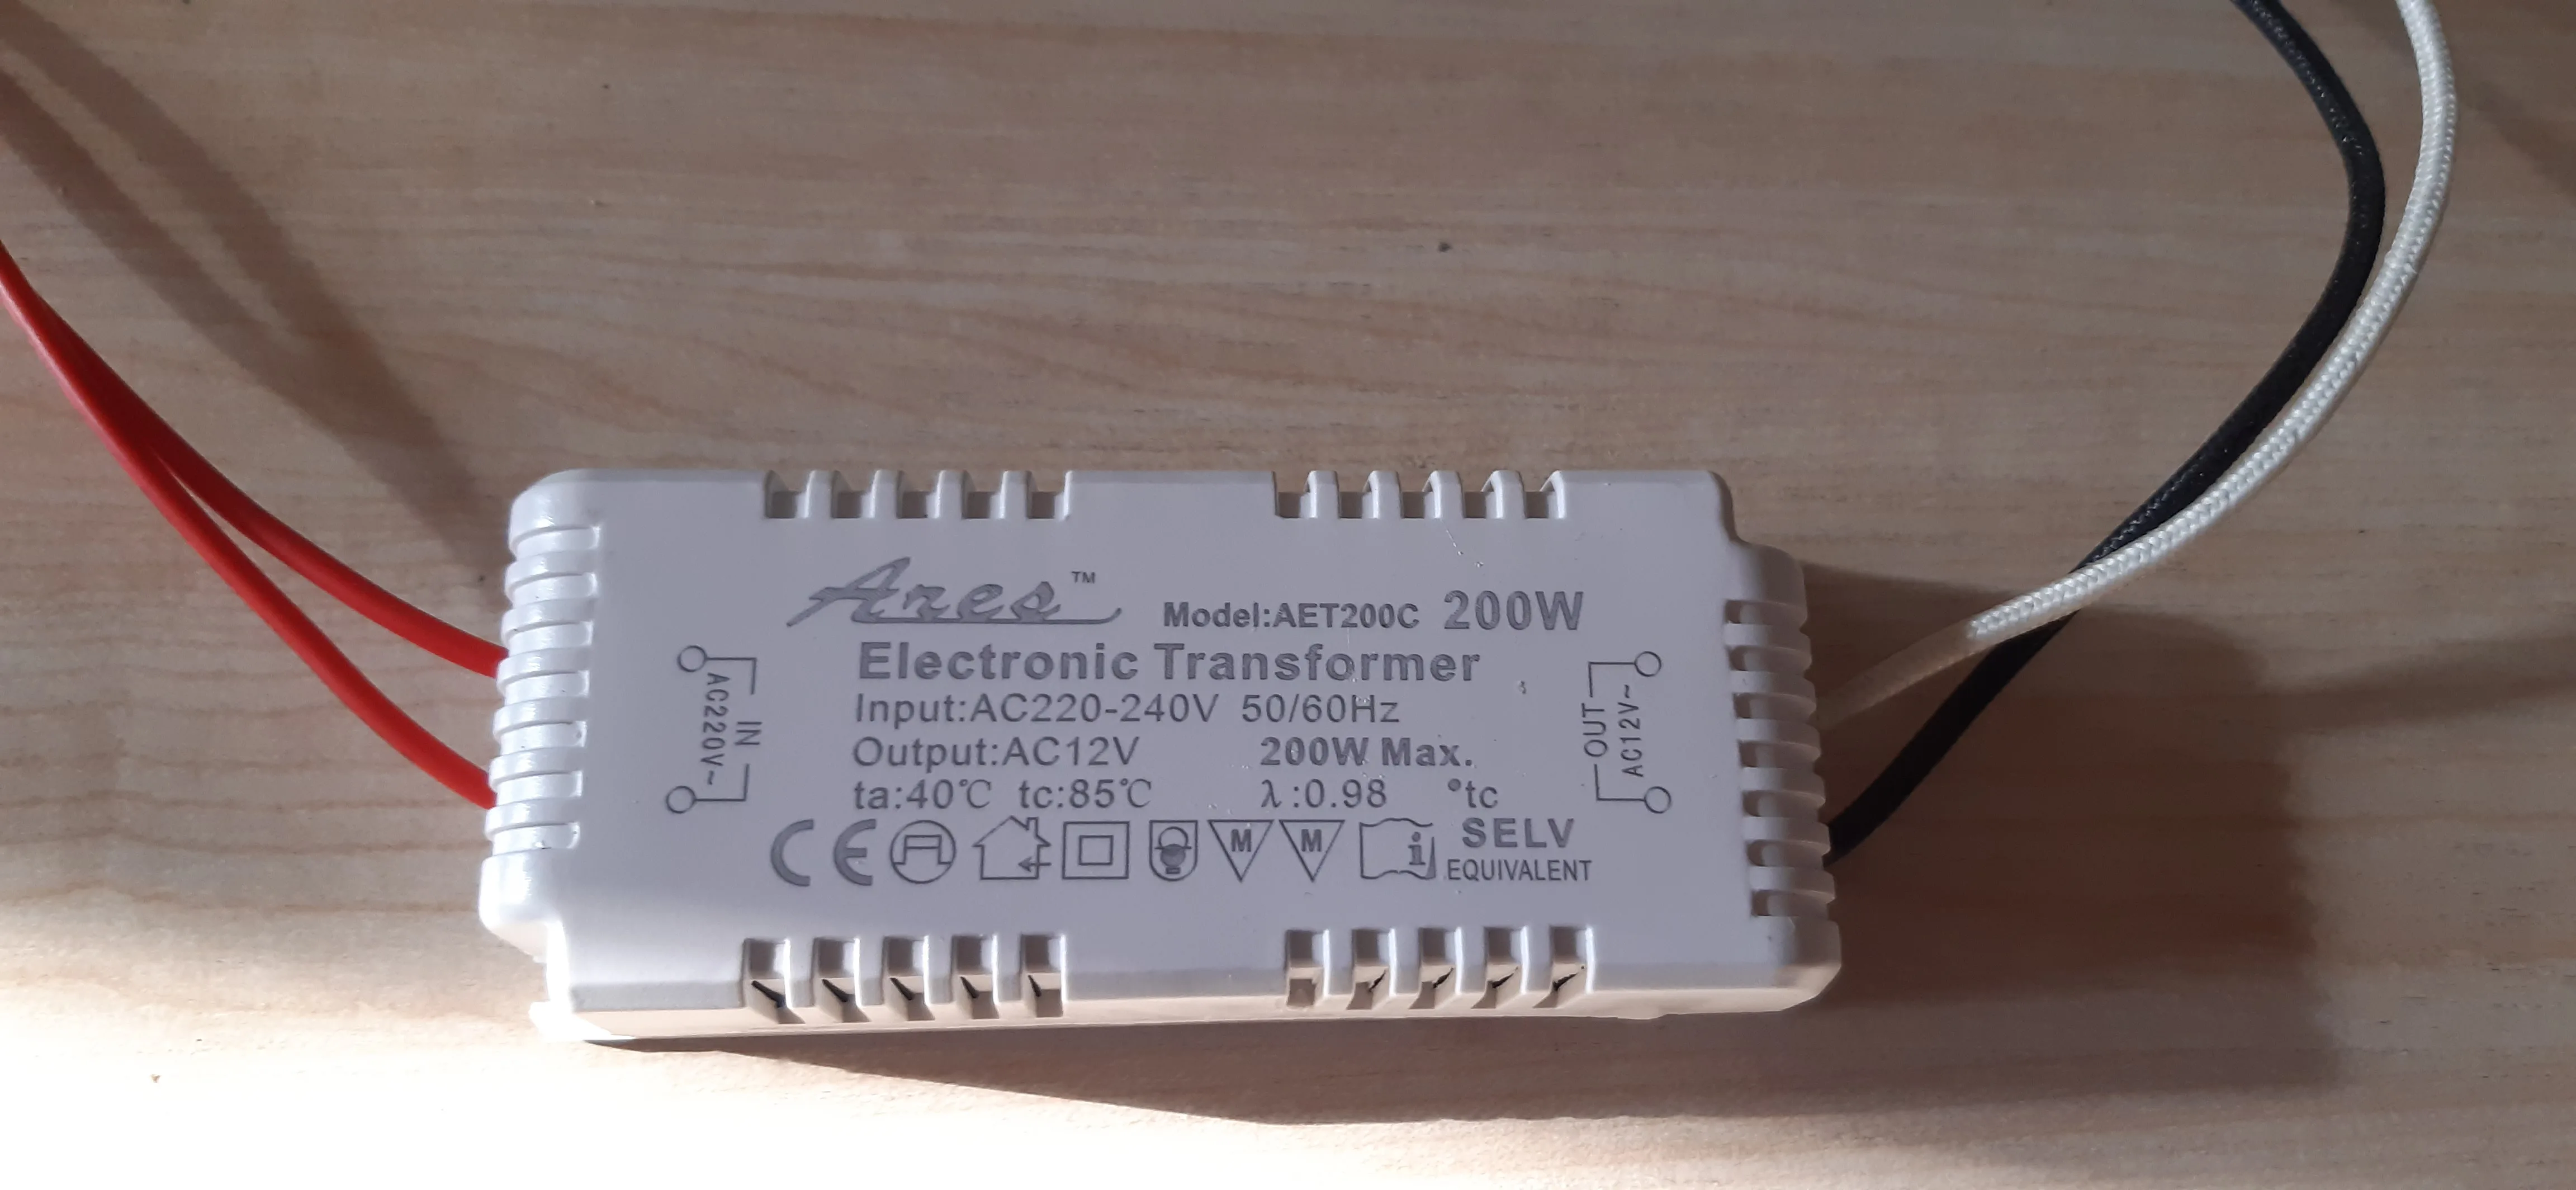 Ares™ Model:AET200C 200W
Electronic Transformer
Input:AC220-240V 50/60Hz
Output:AC12V 200W Max.
ta:40℃ tc:85℃ λ:0.98 °tc
CE M M i SELV
EQUIVALENT
IN
AC220V~
OUT
AC12V~